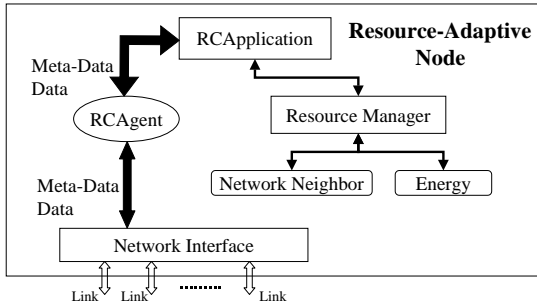 RCApplication
Resource-Adaptive
Node
Meta-Data
Data
RCAgent
Resource Manager
Network Neighbor
Energy
Meta-Data
Data
Network Interface
Link Link Link